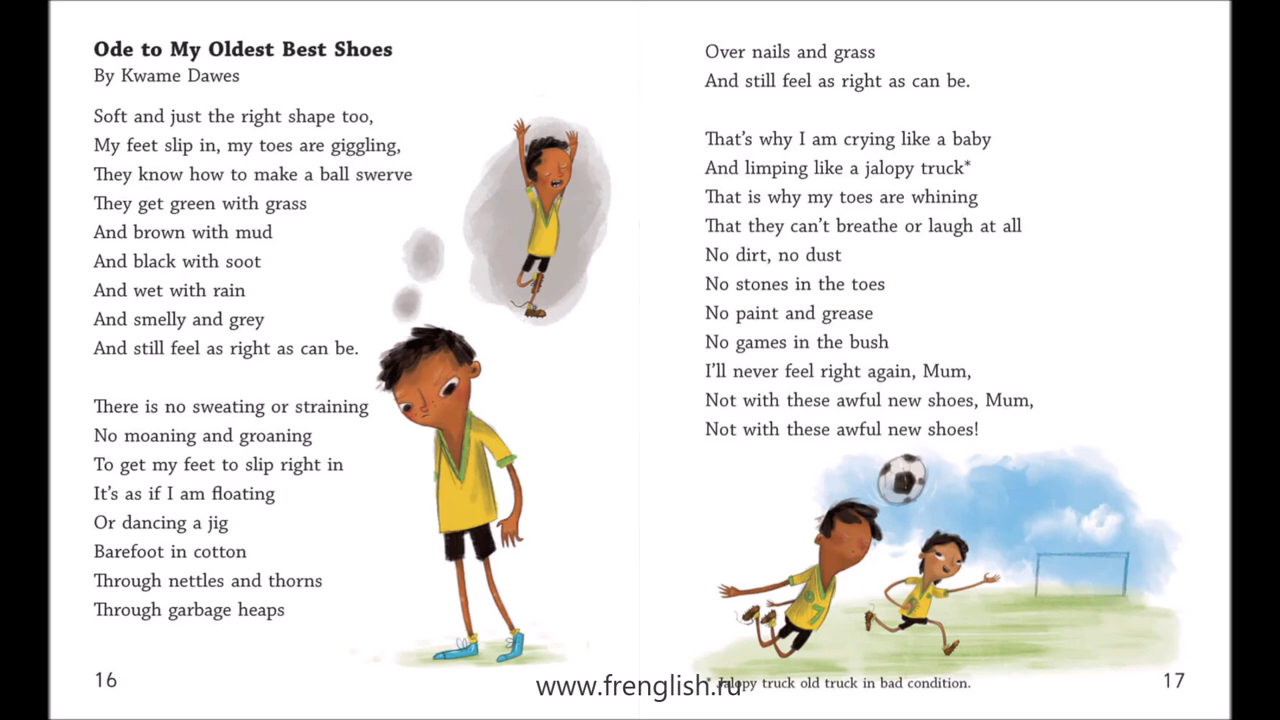 Ode to My Oldest Best Shoes
By Kwame Dawes
Soft and just the right shape too,
My feet slip in, my toes are giggling,
They know how to make a ball swerve
They get green with grass
And brown with mud
And black with soot
And wet with rain
And smelly and grey
And still feel as right as can be.
There is no sweating or straining
No moaning and groaning
To get my feet to slip right in
It's as if I am floating
Or dancing a jig
Barefoot in cotton
Through nettles and thorns
Through garbage heaps
16
Over nails and grass
And still feel as right as can be.
That's why I am crying like a baby
And limping like a jalopy truck*
That is why my toes are whining
That they can't breathe or laugh at all
No dirt, no dust
No stones in the toes
No paint and grease
No games in the bush
I'll never feel right again, Mum,
Not with these awful new shoes, Mum,
Not with these awful new shoes!
7
* Jalopy truck old truck in bad condition.
17
www.frenglish.ru